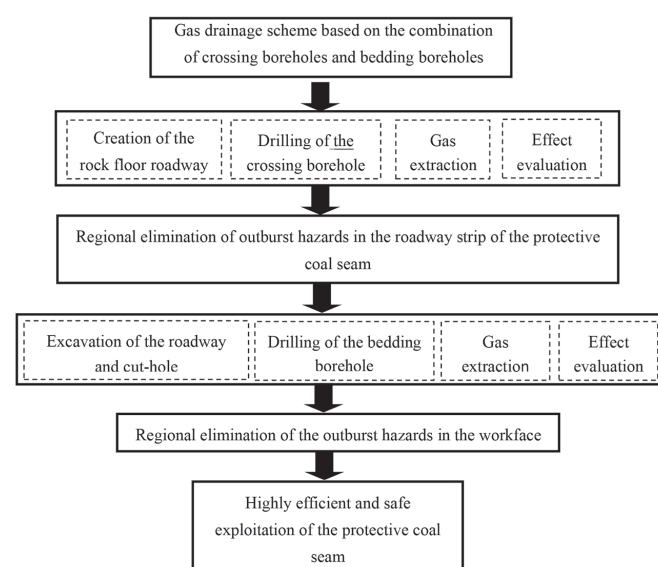 Gas drainage scheme based on the combination
of crossing boreholes and bedding boreholes
Creation of the
rock floor roadway
Drilling of the
crossing borehole
Gas
extraction
Effect
evaluation
Regional elimination of outburst hazards in the roadway strip of the protective
coal seam
Excavation of the roadway
and cut-hole
Drilling of the bedding
borehole
Gas
extraction
Effect
evaluation
Regional elimination of the outburst hazards in the workface
Highly efficient and safe
exploitation of the protective coal
seam